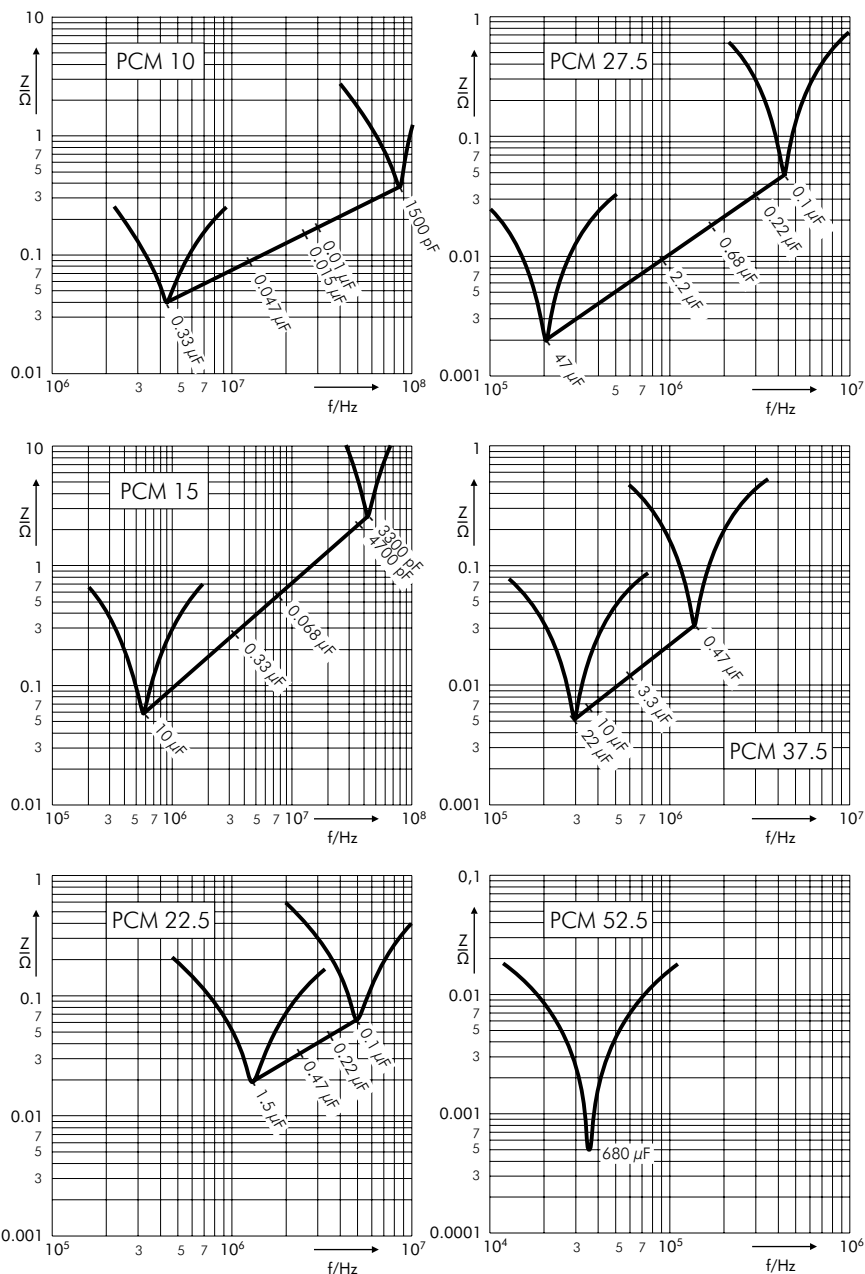 PCM 10
10
Z
Ω
1
7
5
3
0.1
7
5
3
0.01
1500 pF
0.01 µF
0.015 µF
0.047 µF
0.33 µF
10⁶ 3 5 7 10⁷ 10⁸
f/Hz
PCM 27.5
1
Z
Ω
0.1
7
5
3
0.01
7
5
3
0.001
0.1 µF
0.22 µF
0.68 µF
2.2 µF
47 µF
10⁵ 5 7 10⁶ 10⁷
f/Hz
PCM 15
10
Z
Ω
1
7
5
3
0.1
7
5
3
0.01
3300 pF
4700 pF
0.068 µF
0.33 µF
10 µF
10⁵ 3 5 7 10⁶ 3 5 7 10⁷ 10⁸
f/Hz
1
Z
Ω
0.1
7
5
3
0.01
7
5
3
0.001
0.47 µF
3.3 µF
10 µF
22 µF
PCM 37.5
10⁵ 3 5 7 10⁶ 10⁷
f/Hz
PCM 22.5
1
Z
Ω
0.1
7
5
3
0.01
7
5
3
0.001
0.1 µF
0.22 µF
0.47 µF
1.5 µF
10⁵ 3 5 7 10⁶ 10⁷
f/Hz
PCM 52.5
0,1
Z
Ω
0.01
7
5
3
0.001
7
5
3
0.0001
680 µF
10⁴ 3 5 7 10⁵ 10⁶
f/Hz